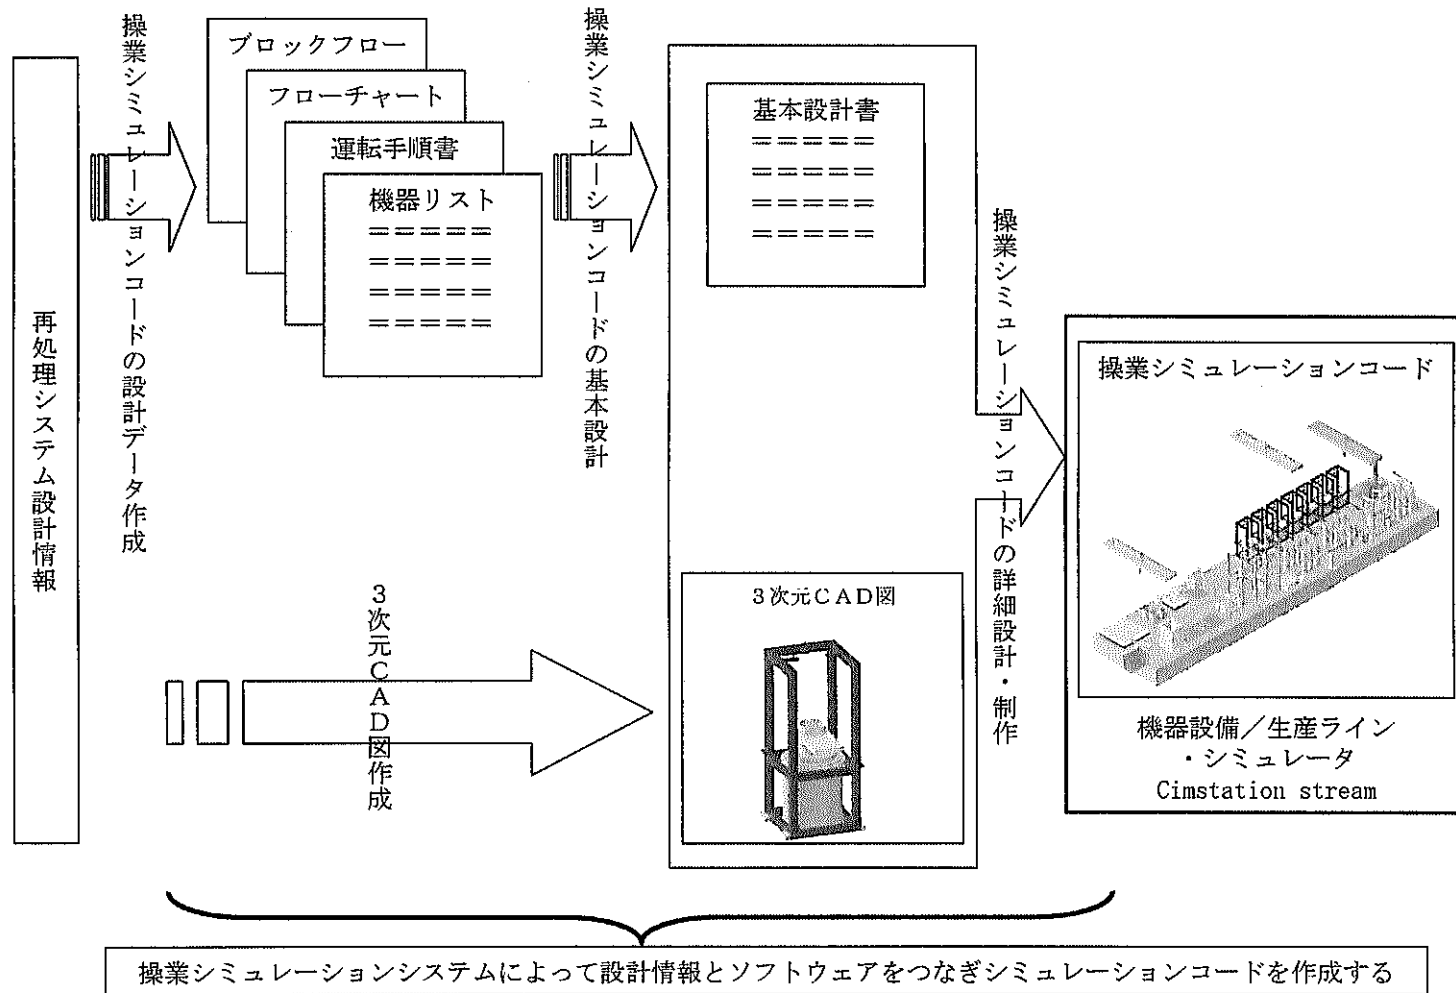 再処理システム設計情報
操業シミュレーションコードの設計データ作成
ブロックフロー
フローチャート
運転手順書
機器リスト
=====
=====
=====
=====
操業シミュレーションコードの基本設計
基本設計書
=====
=====
=====
=====
3次元CAD図作成
3次元CAD図
操業シミュレーションコードの詳細設計・制作
操業シミュレーションコード
機器設備／生産ライン
・シミュレータ
Cimstation stream
操業シミュレーションシステムによって設計情報とソフトウェアをつなぎシミュレーションコードを作成する